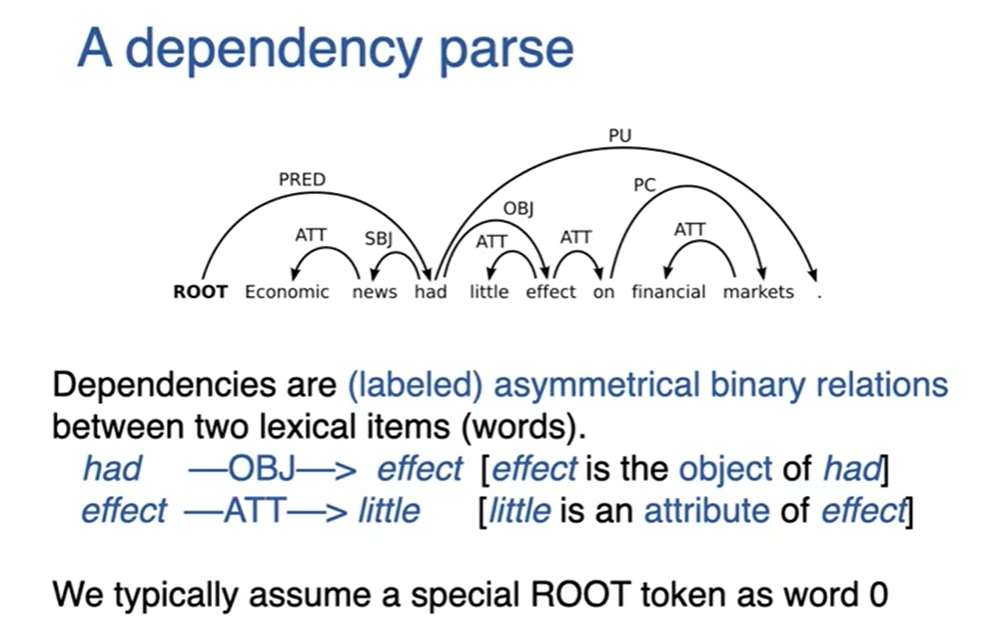 A dependency parse
PU
PRED
PC
OBJ
ATT
SBJ
ATT
ATT
ATT
ROOT Economic news had little effect on financial markets .
Dependencies are (labeled) asymmetrical binary relations
between two lexical items (words).
had —OBJ—> effect [effect is the object of had]
effect —ATT—> little [little is an attribute of effect]
We typically assume a special ROOT token as word 0